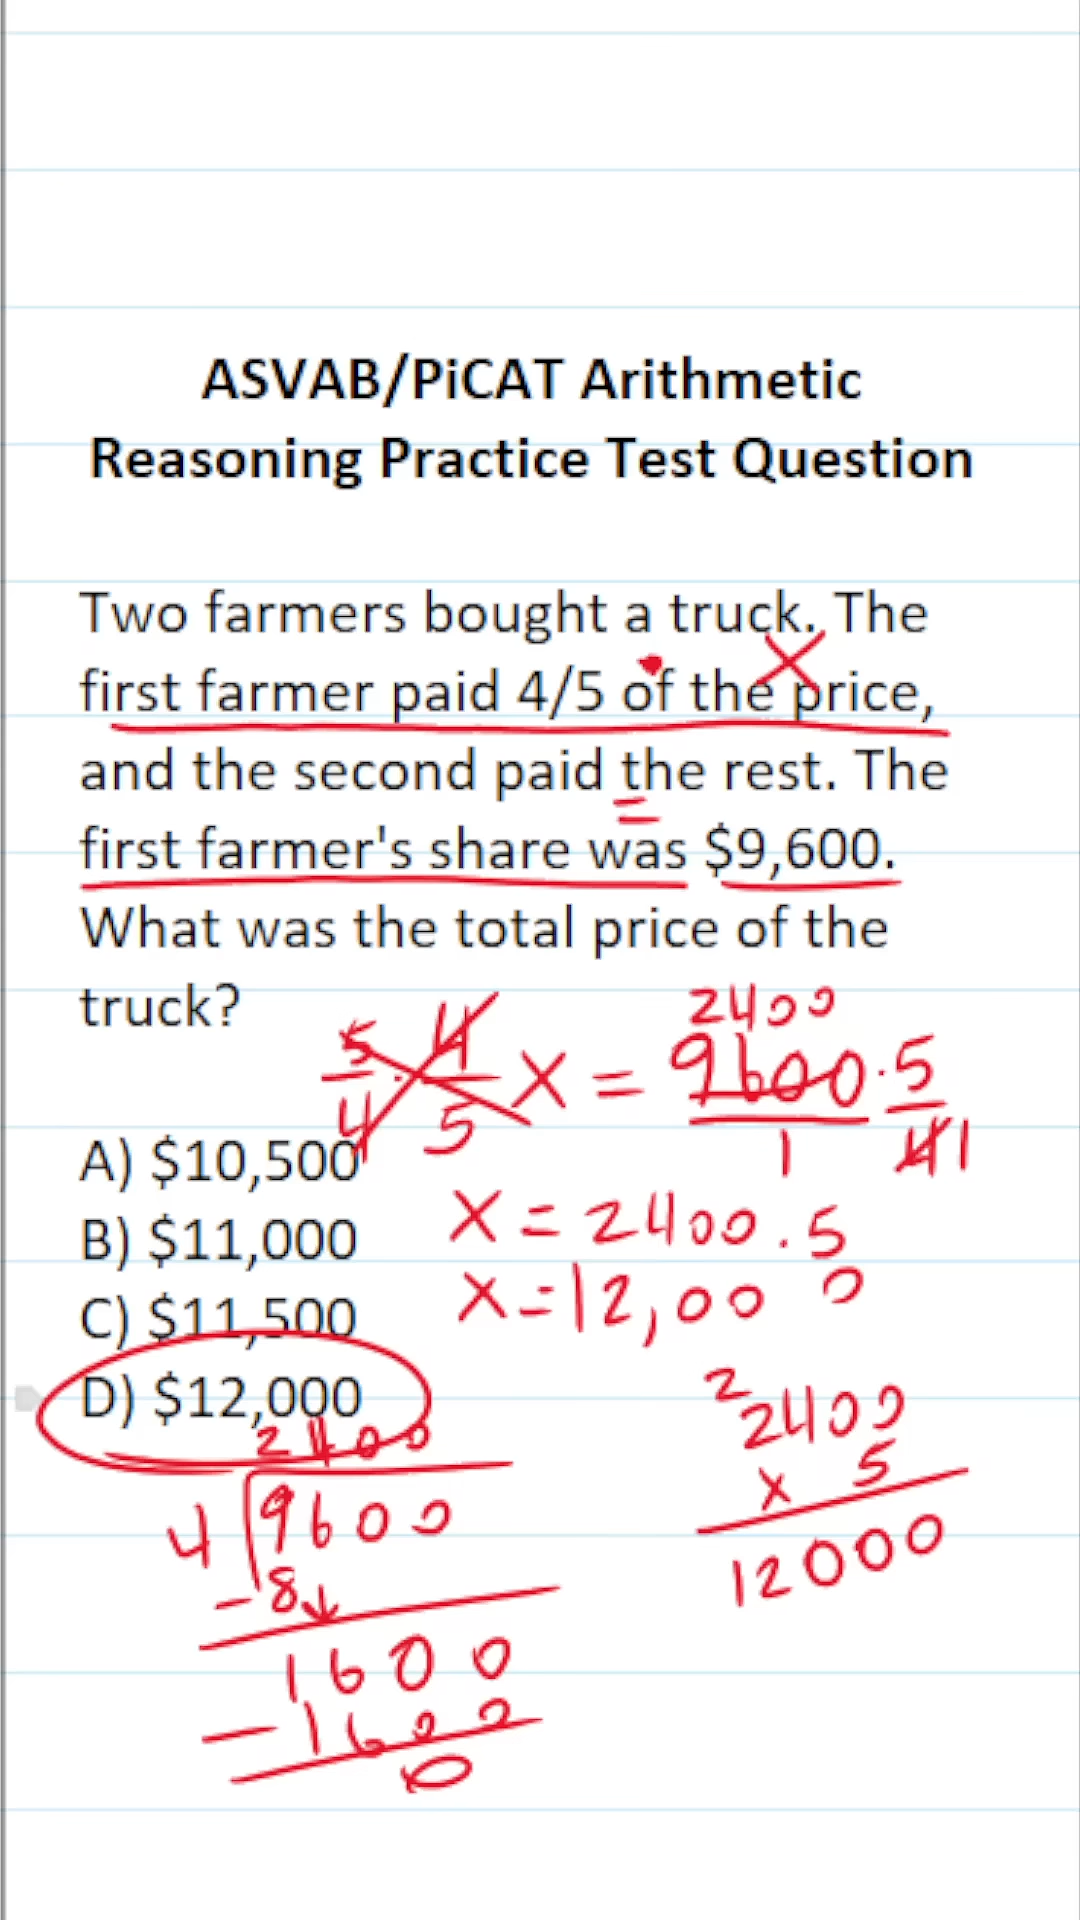 ASVAB/PiCAT Arithmetic
Reasoning Practice Test Question
Two farmers bought a truck. The
first farmer paid 4/5 of the price,
and the second paid the rest. The
first farmer's share was $9,600.
What was the total price of the
truck?
x
=
2400
5/4 · 4/5 x = 9600/1 · 5/4 1
A) $10,500
x = 2400 . 5
B) $11,000
x = 12,000
C) $11,500
D) $12,000
2400
4 9600
- 8
1600
- 1600
0
2
2400
x 5
12000